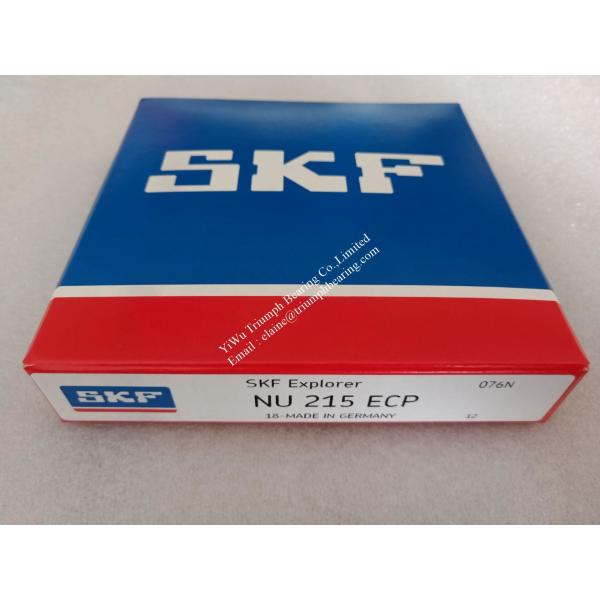 SKF
YiWu Triumph Bearing Co.,Limited
Email : elaine@triumphbearing.com
SKF
SKF Explorer
076N
NU 215 ECP
18-MADE IN GERMANY
12